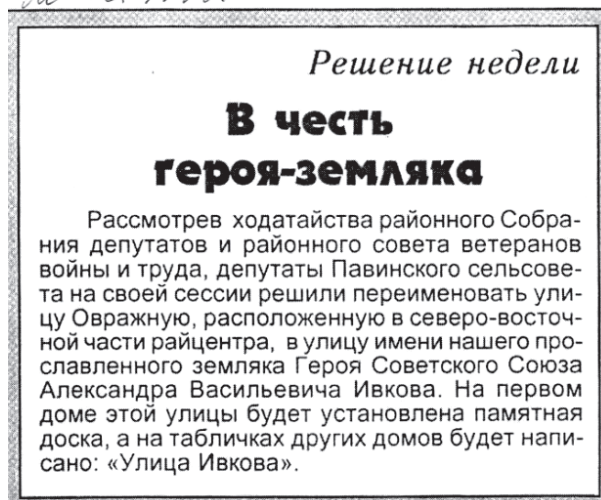 Решение недели
В честь
героя-земляка
Рассмотрев ходатайства районного Собра-
ния депутатов и районного совета ветеранов
войны и труда, депутаты Павинского сельсове-
та на своей сессии решили переименовать ули-
цу Овражную, расположенную в северо-восточ-
ной части райцентра, в улицу имени нашего про-
славленного земляка Героя Советского Союза
Александра Васильевича Ивкова. На первом
доме этой улицы будет установлена памятная
доска, а на табличках других домов будет напи-
сано: «Улица Ивкова».